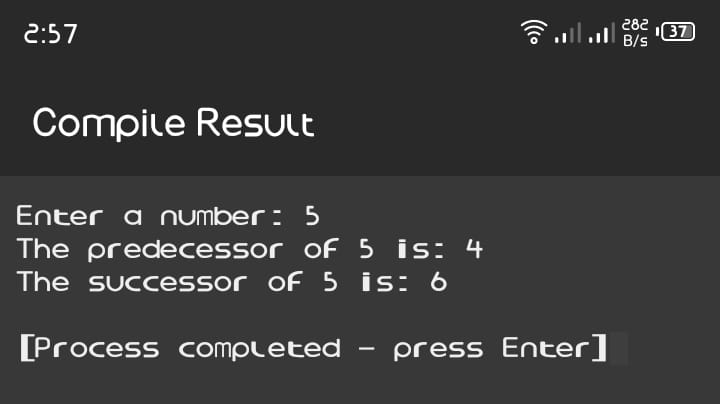 2:57
282
B/s
37
Compile Result
Enter a number: 5
The predecessor of 5 is: 4
The successor of 5 is: 6
[Process completed - press Enter]